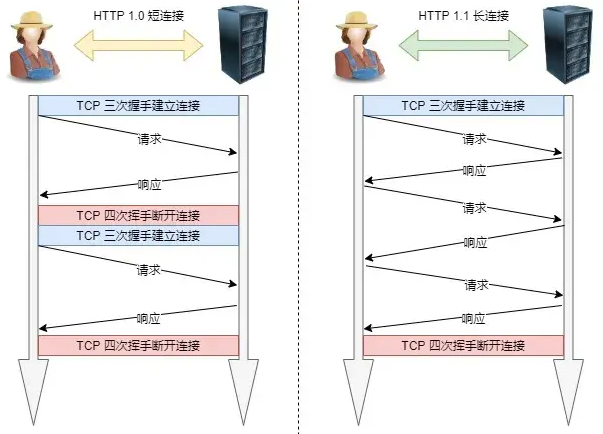 HTTP 1.0 短连接
TCP 三次握手建立连接
请求
响应
TCP 四次挥手断开连接
TCP 三次握手建立连接
请求
响应
TCP 四次挥手断开连接
HTTP 1.1 长连接
TCP 三次握手建立连接
请求
响应
请求
响应
请求
响应
TCP 四次挥手断开连接